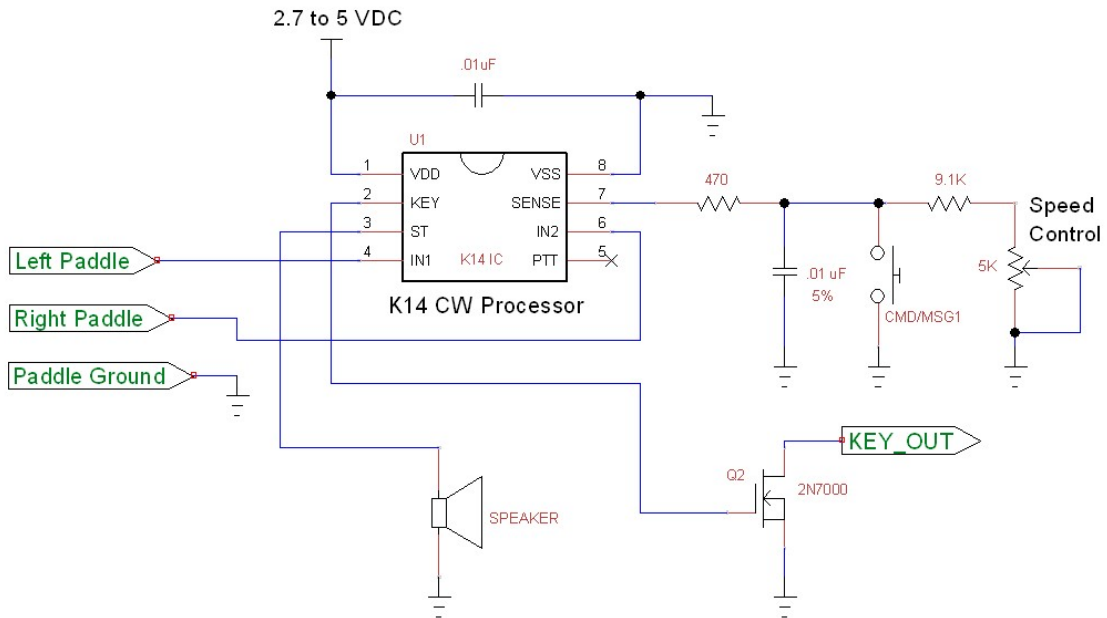 2.7 to 5 VDC
.01uF
U1
1 VDD VSS 8
2 KEY SENSE 7
3 ST IN2 6
4 IN1 K14 IC PTT 5
K14 CW Processor
470
9.1K
Speed
Control
5K
.01 uF
5%
CMD/MSG1
Left Paddle
Right Paddle
Paddle Ground
KEY_OUT
Q2
2N7000
SPEAKER